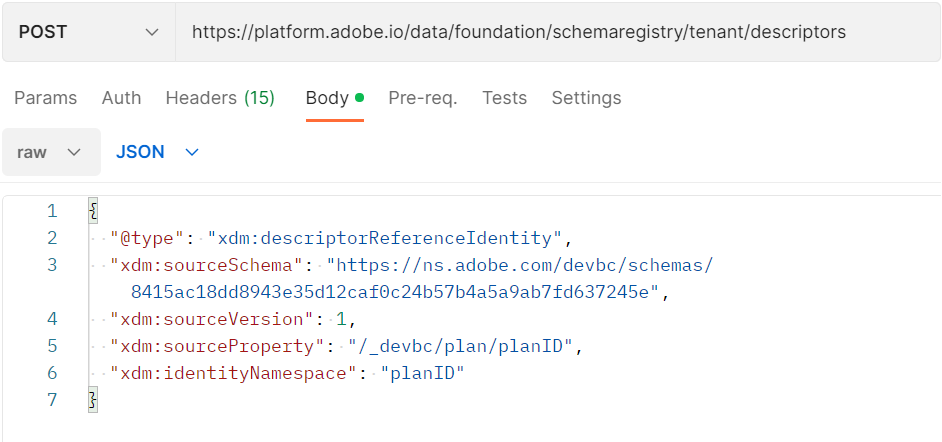 POST https://platform.adobe.io/data/foundation/schemaregistry/tenant/descriptors
Params Auth Headers (15) Body Pre-req. Tests Settings
raw JSON
1 {
2 "@type": "xdm:descriptorReferenceIdentity",
3 "xdm:sourceSchema": "https://ns.adobe.com/devbc/schemas/
8415ac18dd8943e35d12caf0c24b57b4a5a9ab7fd637245e",
4 "xdm:sourceVersion": 1,
5 "xdm:sourceProperty": "/_devbc/plan/planID",
6 "xdm:identityNamespace": "planID"
7 }